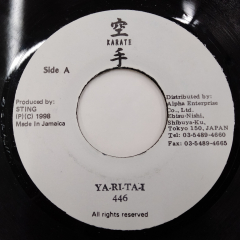 空
KARATE
手
Side A
Produced by:
STING
(P)(C) 1998
Made In Jamaica
Distributed by
Alpha Enterprise
Co., Ltd.
Ebisu-Nishi,
Shibuya-Ku,
Tokyo 150, JAPAN
Tel: 03-5489-4660
Fax: 03-5489-4665
YA-RI-TA-I
446
All rights reserved